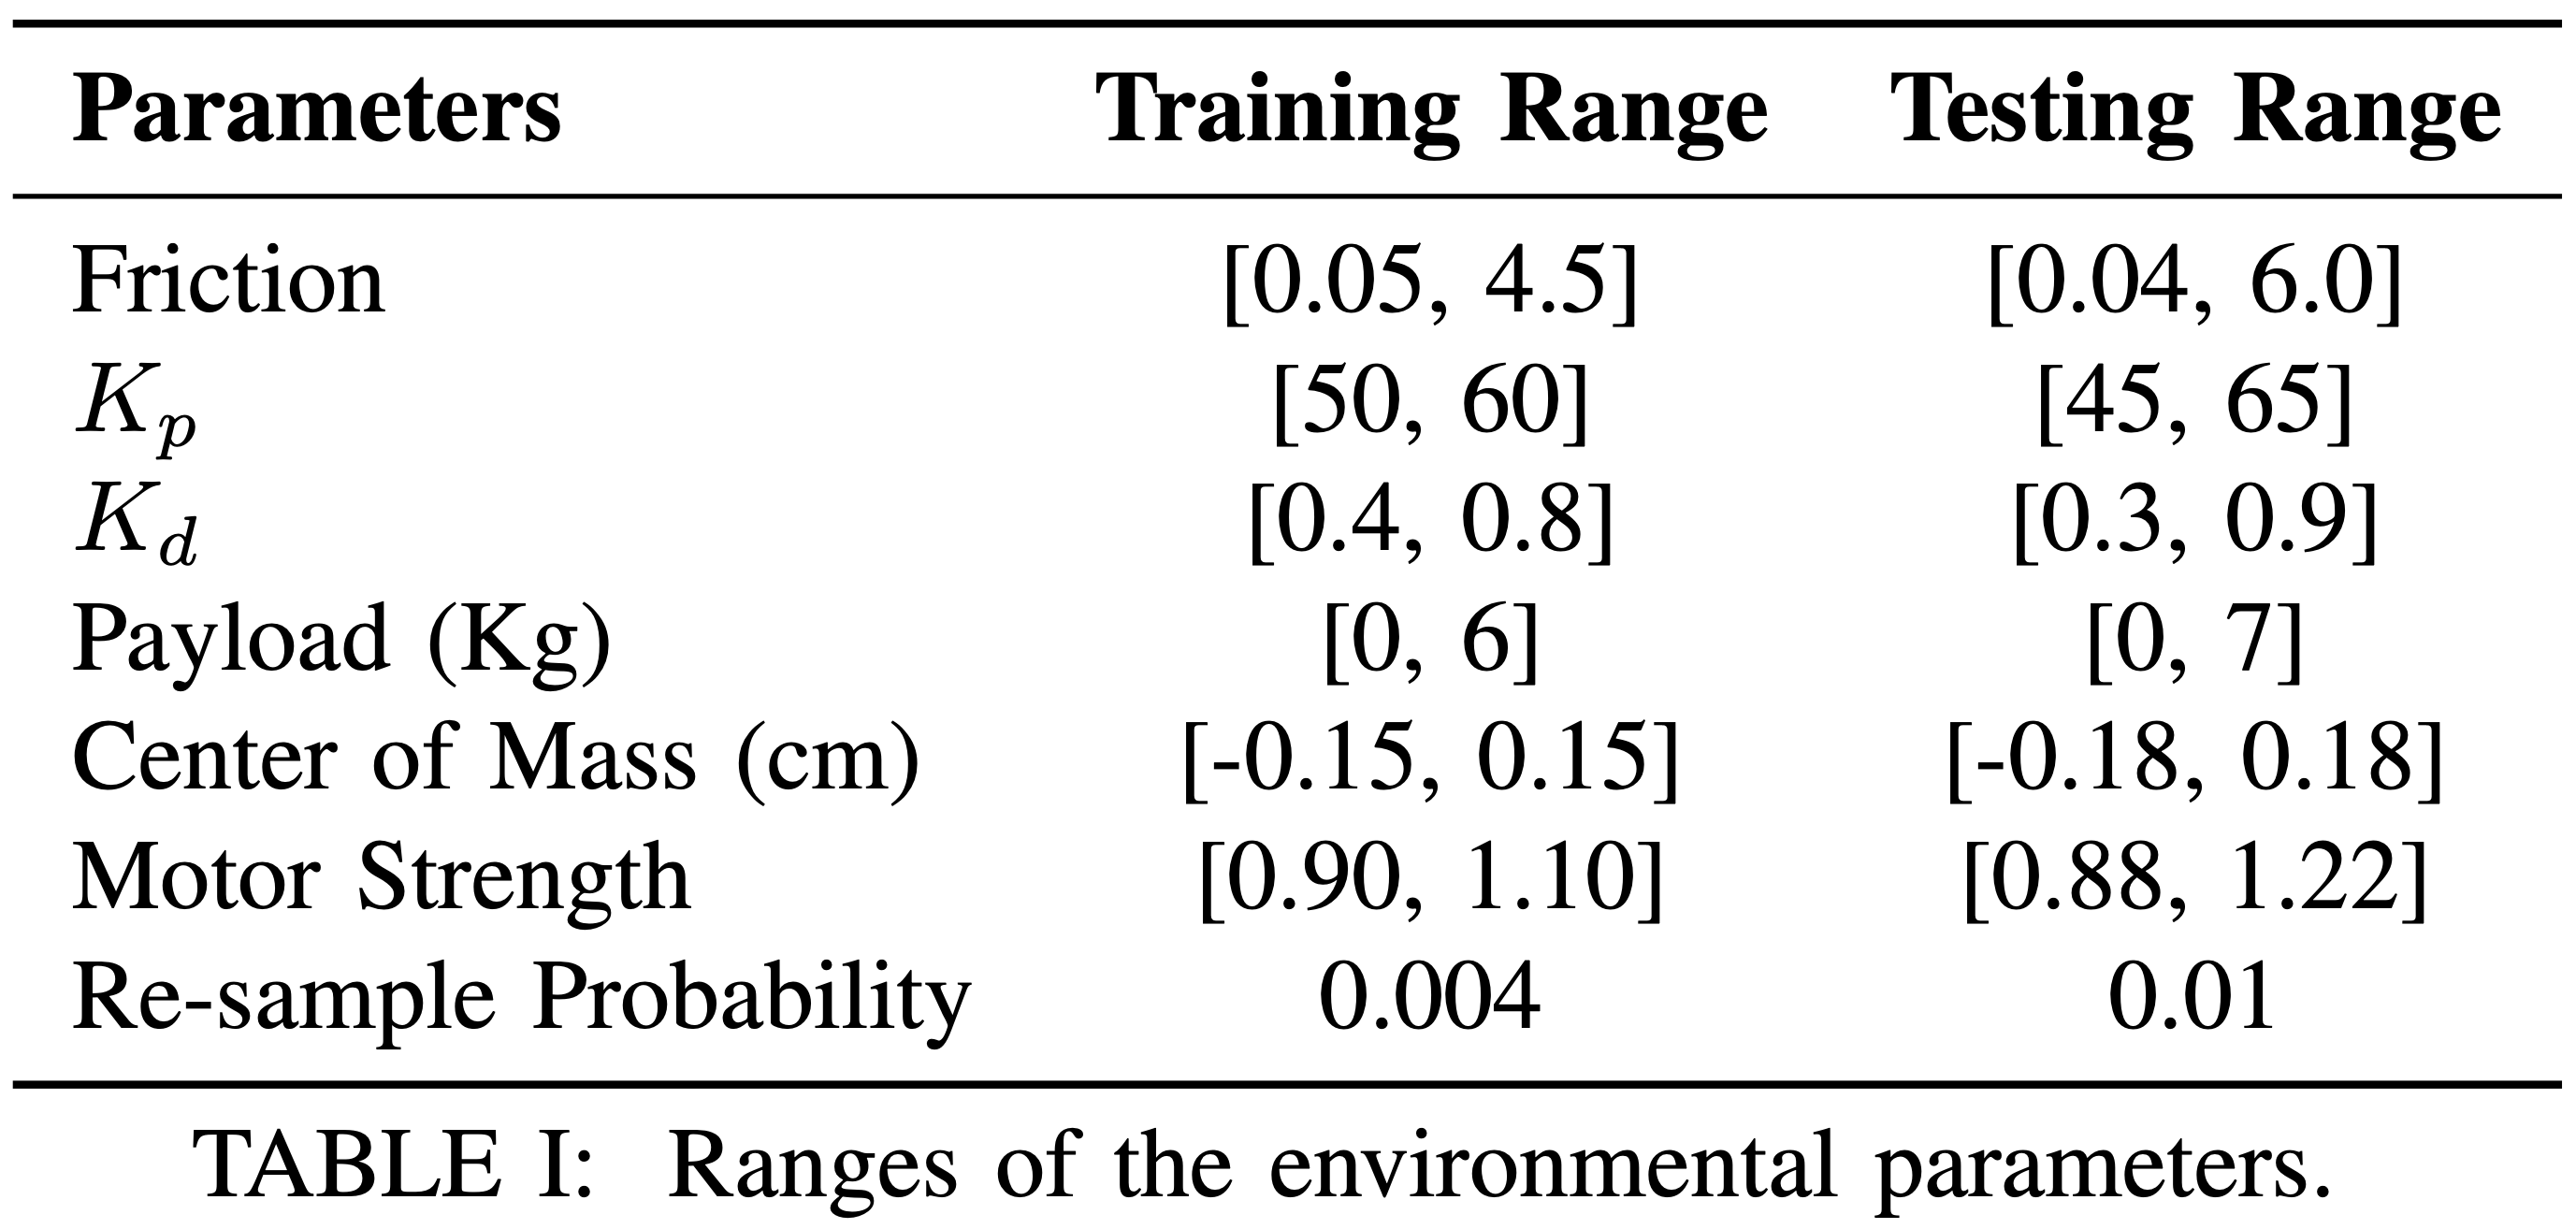 Parameters Training Range Testing Range
Friction [0.05, 4.5] [0.04, 6.0]
K_p [50, 60] [45, 65]
K_d [0.4, 0.8] [0.3, 0.9]
Payload (Kg) [0, 6] [0, 7]
Center of Mass (cm) [-0.15, 0.15] [-0.18, 0.18]
Motor Strength [0.90, 1.10] [0.88, 1.22]
Re-sample Probability 0.004 0.01
TABLE I: Ranges of the environmental parameters.